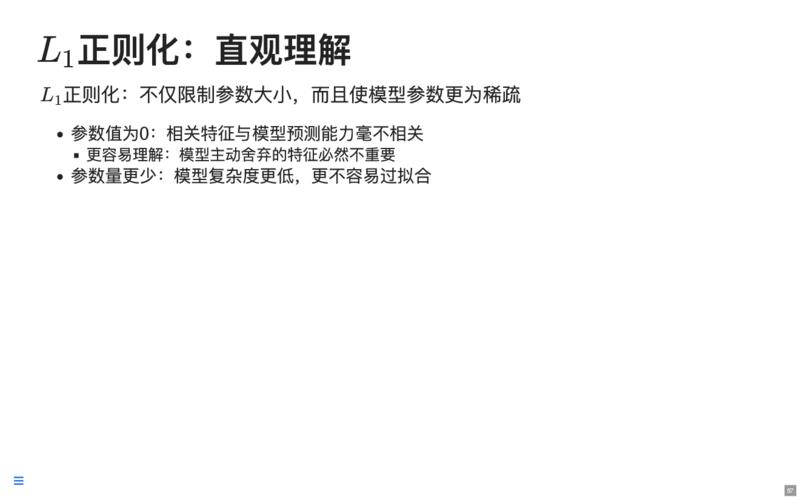 L₁正则化：直观理解
L₁正则化：不仅限制参数大小，而且使模型参数更为稀疏
• 参数值为0：相关特征与模型预测能力毫不相关
▪ 更容易理解：模型主动舍弃的特征必然不重要
• 参数量更少：模型复杂度更低，更不容易过拟合
57